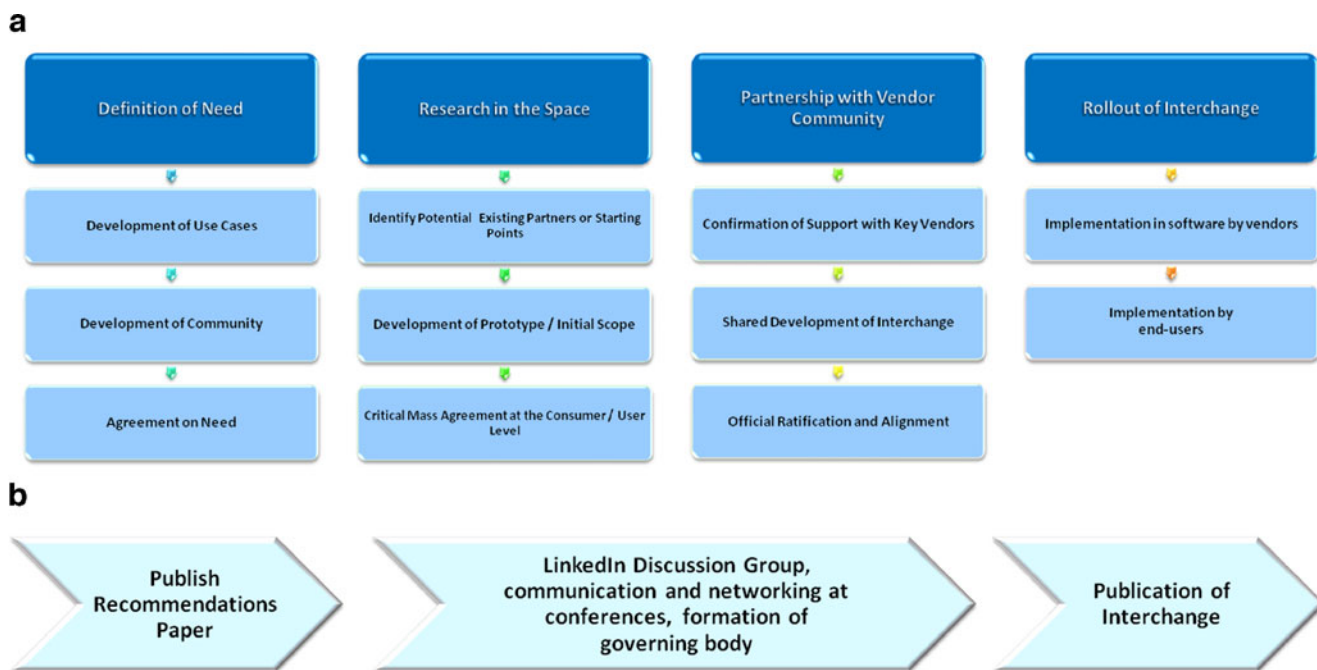 a
Definition of Need
Development of Use Cases
Development of Community
Agreement on Need
Research in the Space
Identify Potential Existing Partners or Starting
Points
Development of Prototype / Initial Scope
Critical Mass Agreement at the Consumer / User
Level
Partnership with Vendor
Community
Confirmation of Support with Key Vendors
Shared Development of Interchange
Official Ratification and Alignment
Rollout of Interchange
Implementation in software by vendors
Implementation by
end-users
b
Publish
Recommendations
Paper
LinkedIn Discussion Group,
communication and networking at
conferences, formation of
governing body
Publication of
Interchange